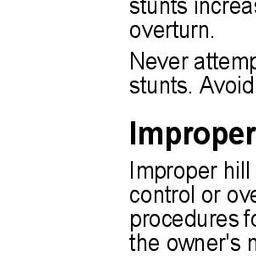 stunts increas
overturn.
Never attemp
stunts. Avoid
Improper
Improper hill
control or ove
procedures fo
the owner's m